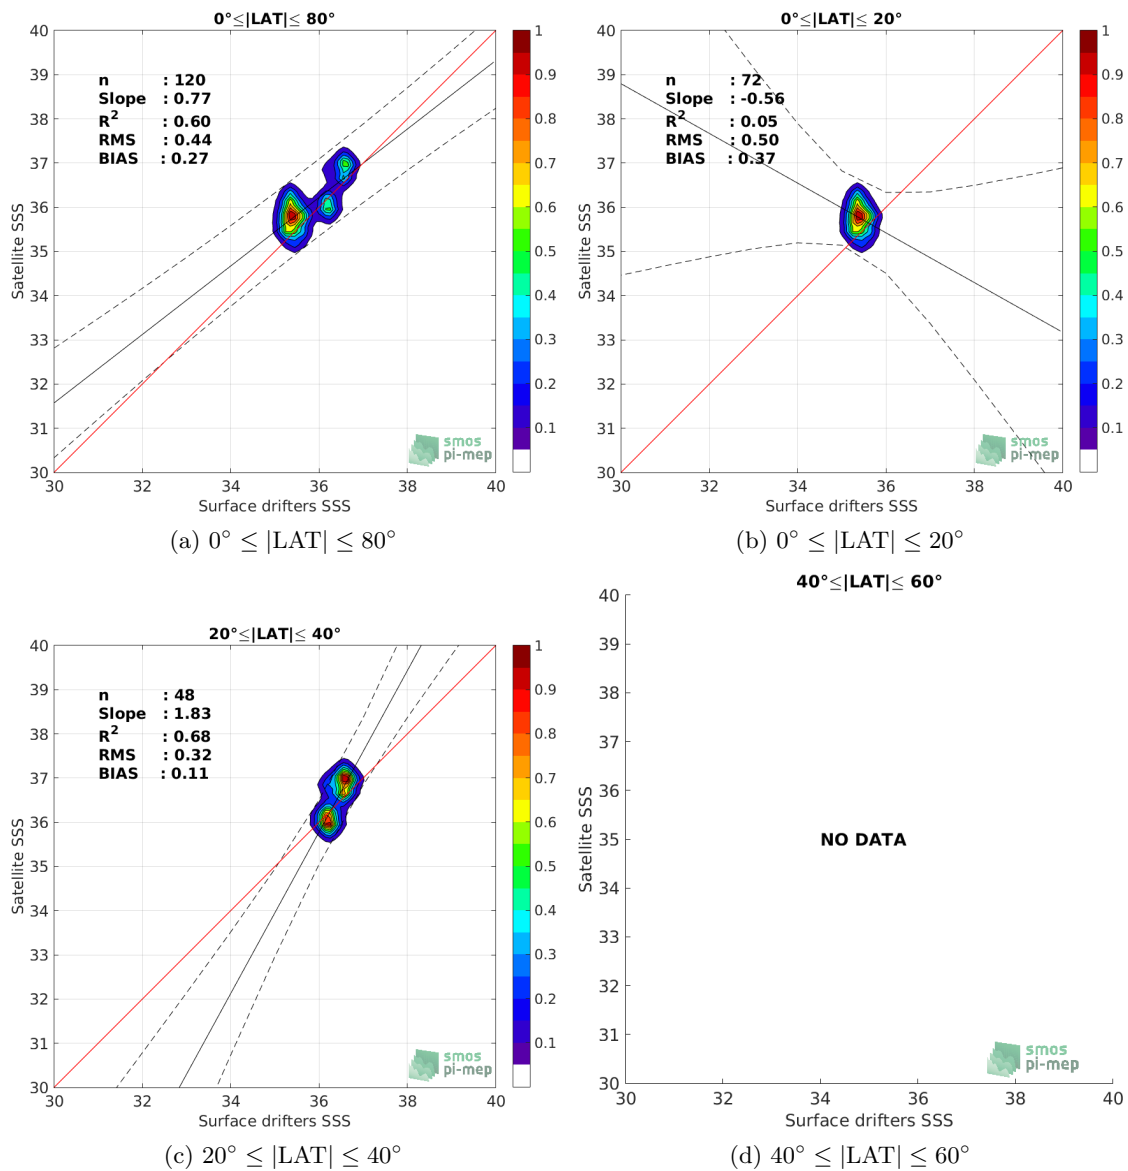 0°≤|LAT|≤ 80°
40
39
38
37
36
35
34
33
32
31
30
Satellite SSS
n : 120
Slope : 0.77
R² : 0.60
RMS : 0.44
BIAS : 0.27
1
0.9
0.8
0.7
0.6
0.5
0.4
0.3
0.2
0.1
smos
pi-mep
30 32 34 36 38 40
Surface drifters SSS
(a) 0° ≤ |LAT| ≤ 80°
0°≤|LAT|≤ 20°
40
39
38
37
36
35
34
33
32
31
30
Satellite SSS
n : 72
Slope : -0.56
R² : 0.05
RMS : 0.50
BIAS : 0.37
1
0.9
0.8
0.7
0.6
0.5
0.4
0.3
0.2
0.1
smos
pi-mep
30 32 34 36 38 40
Surface drifters SSS
(b) 0° ≤ |LAT| ≤ 20°
20°≤|LAT|≤ 40°
40
39
38
37
36
35
34
33
32
31
30
Satellite SSS
n : 48
Slope : 1.83
R² : 0.68
RMS : 0.32
BIAS : 0.11
1
0.9
0.8
0.7
0.6
0.5
0.4
0.3
0.2
0.1
smos
pi-mep
30 32 34 36 38 40
Surface drifters SSS
(c) 20° ≤ |LAT| ≤ 40°
40°≤|LAT|≤ 60°
40
39
38
37
36
35
34
33
32
31
30
Satellite SSS
NO DATA
smos
pi-mep
30 32 34 36 38 40
Surface drifters SSS
(d) 40° ≤ |LAT| ≤ 60°